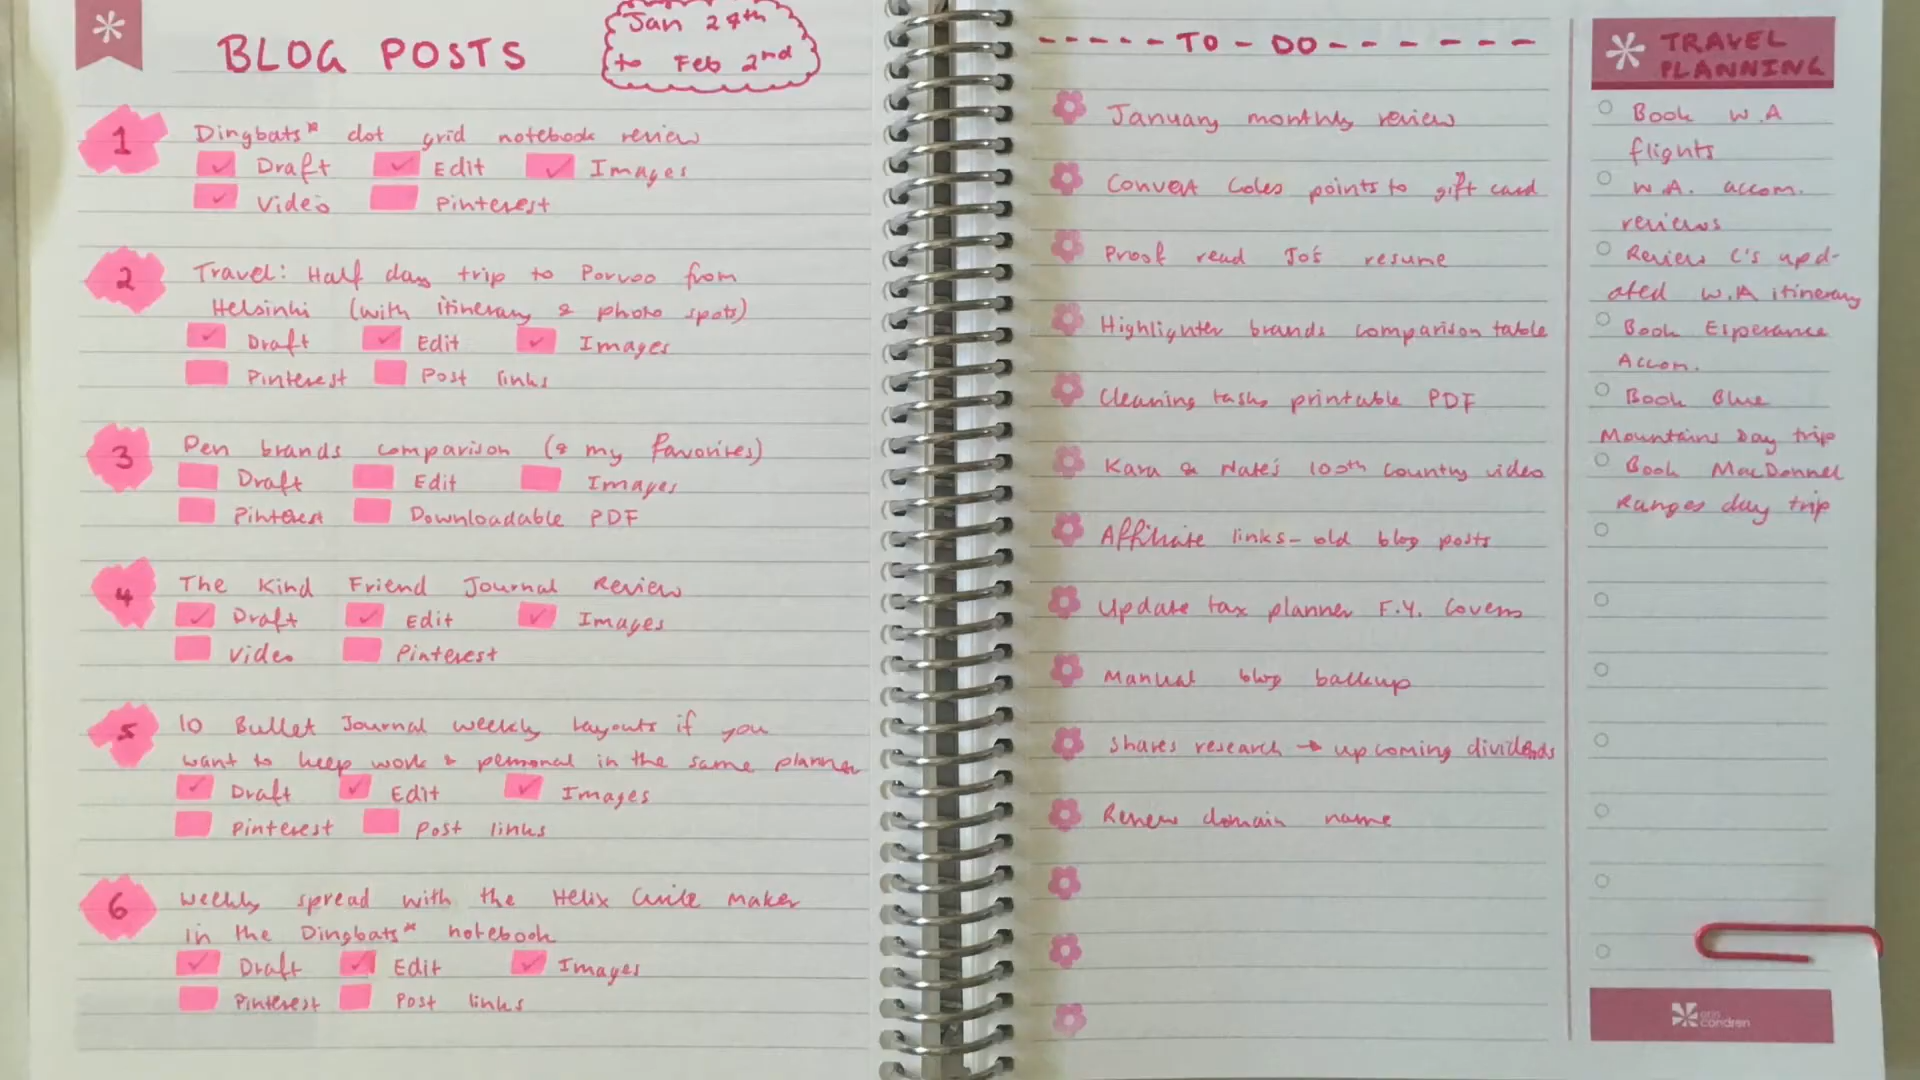 BLOG POSTS
Jan 27th
to Feb 2nd
1 Dingbats* dot grid notebook review
Draft Edit Images
Video Pinterest
2 Travel: Half day trip to Porvoo from
Helsinki (with itinerary & photo spots)
Draft Edit Images
Pinterest Post links
3 Pen brands comparison (& my favorites)
Draft Edit Images
Pinterest Downloadable PDF
4 The Kind Friend Journal Review
Draft Edit Images
Video Pinterest
5 10 Bullet Journal weekly layouts if you
want to keep work & personal in the same planner
Draft Edit Images
Pinterest Post links
6 Weekly spread with the Helix Circle Maker
in the Dingbats* notebook
Draft Edit Images
Pinterest Post links
TO - DO
January monthly review
Convert Coles points to gift card
Proof read Jo's resume
Highlighter brands comparison table
Cleaning tasks printable PDF
Kara & Nate's 100th country video
Affiliate links - old blog posts
Update tax planner F.Y. covers
Manual blog backup
Shares research → upcoming dividends
Renew domain name
TRAVEL
PLANNING
Book W.A
flights
W.A. accom.
reviews
Review C's upd-
ated W.A itinerary
Book Esperance
Accom.
Book Blue
Mountains Day trip
Book MacDonnel
Ranges day trip
erin
condren